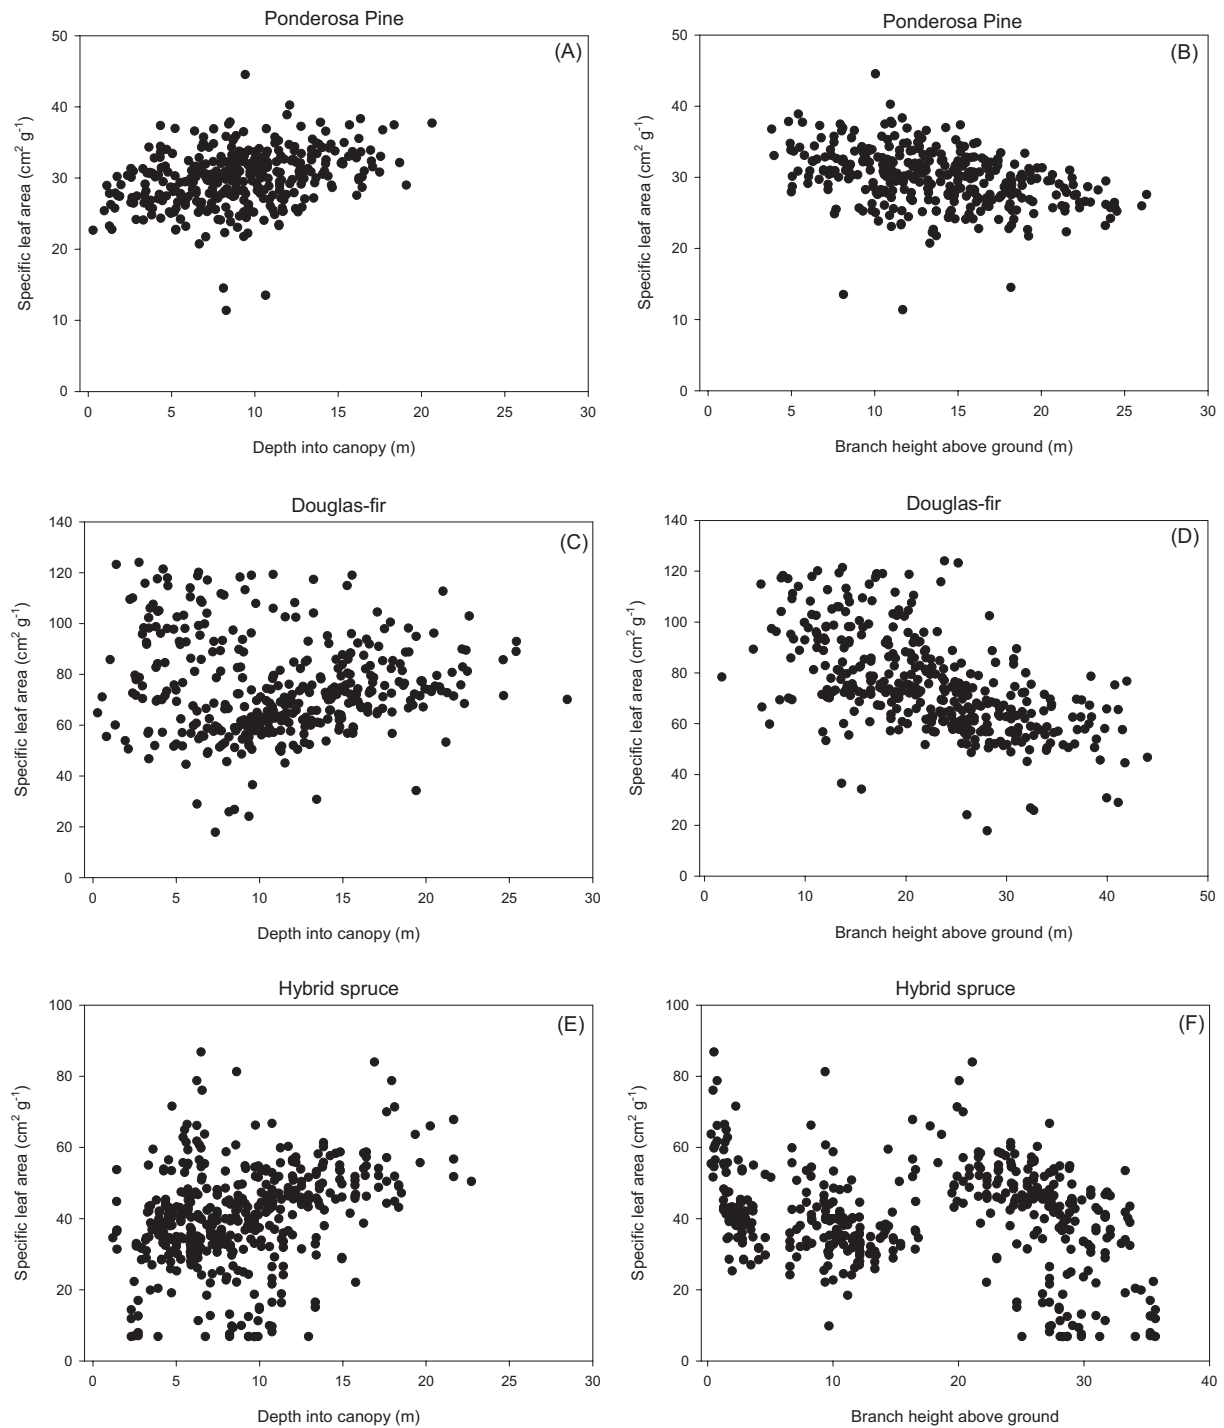 Ponderosa Pine
Ponderosa Pine
50
40
30
20
10
0
Specific leaf area (cm² g⁻¹)
(A)
0 5 10 15 20 25 30
Depth into canopy (m)
50
40
30
20
10
0
Specific leaf area (cm² g⁻¹)
(B)
0 5 10 15 20 25 30
Branch height above ground (m)
Douglas-fir
Douglas-fir
140
120
100
80
60
40
20
0
Specific leaf area (cm² g⁻¹)
(C)
0 5 10 15 20 25 30
Depth into canopy (m)
140
120
100
80
60
40
20
0
Specific leaf area (cm² g⁻¹)
(D)
0 10 20 30 40 50
Branch height above ground (m)
Hybrid spruce
Hybrid spruce
100
80
60
40
20
0
Specific leaf area (cm² g⁻¹)
(E)
0 5 10 15 20 25 30
Depth into canopy (m)
100
80
60
40
20
0
Specific leaf area (cm² g⁻¹)
(F)
0 10 20 30 40
Branch height above ground